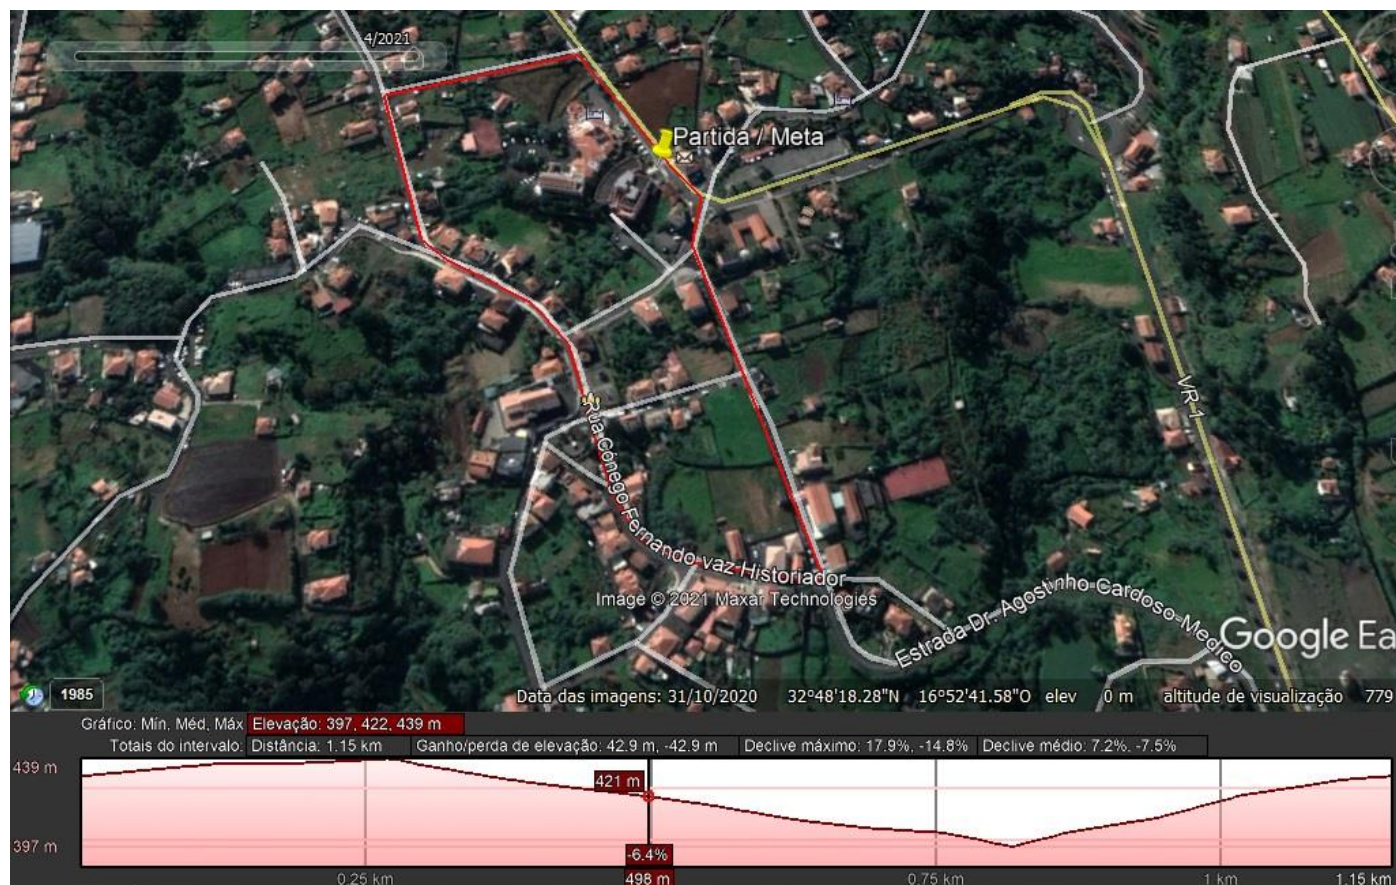 4/2021
Partida / Meta
VR 1
Rua Cónego Fernando vaz Historiador
Image © 2021 Maxar Technologies
Estrada Dr. Agostinho Cardoso-Medico
Google Ea
1985
Data das imagens: 31/10/2020 32°48'18.28"N 16°52'41.58"O elev 0 m altitude de visualização 779
Gráfico: Mín, Méd, Máx Elevação: 397, 422, 439 m
Totais do intervalo. Distância: 1.15 km Ganho/perda de elevação: 42.9 m, -42.9 m Declive máximo: 17.9%, -14.8% Declive médio: 7.2%, -7.5%
439 m
421 m
397 m
-6.4%
0.25 km 498 m 0.75 km 1 km 1.15 km